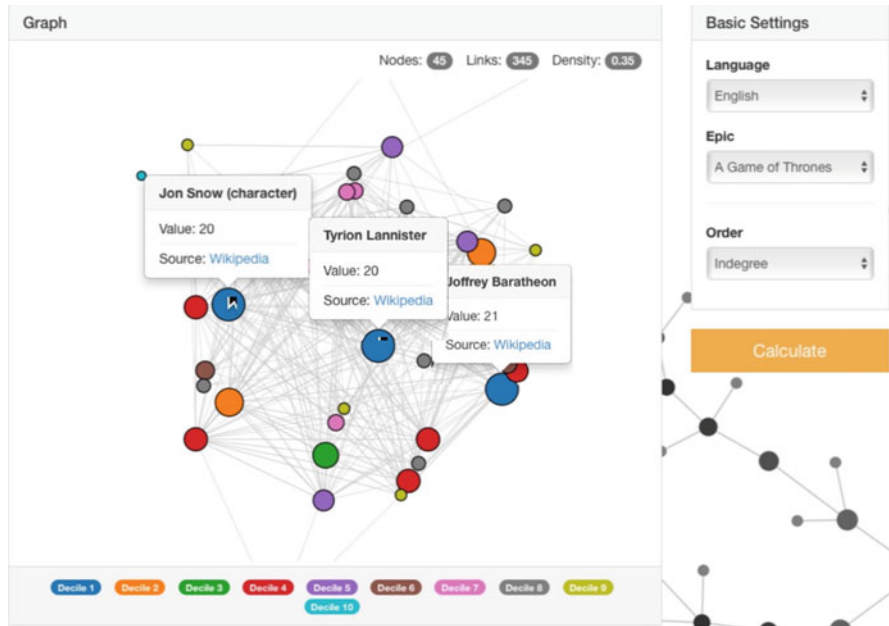 Graph
Nodes: 45 Links: 345 Density: 0.35
Jon Snow (character)
Value: 20
Source: Wikipedia
Tyrion Lannister
Value: 20
Source: Wikipedia
Joffrey Baratheon
Value: 21
Source: Wikipedia
Decile 1 Decile 2 Decile 3 Decile 4 Decile 5 Decile 6 Decile 7 Decile 8 Decile 9
Decile 10
Basic Settings
Language
English
Epic
A Game of Thrones
Order
Indegree
Calculate